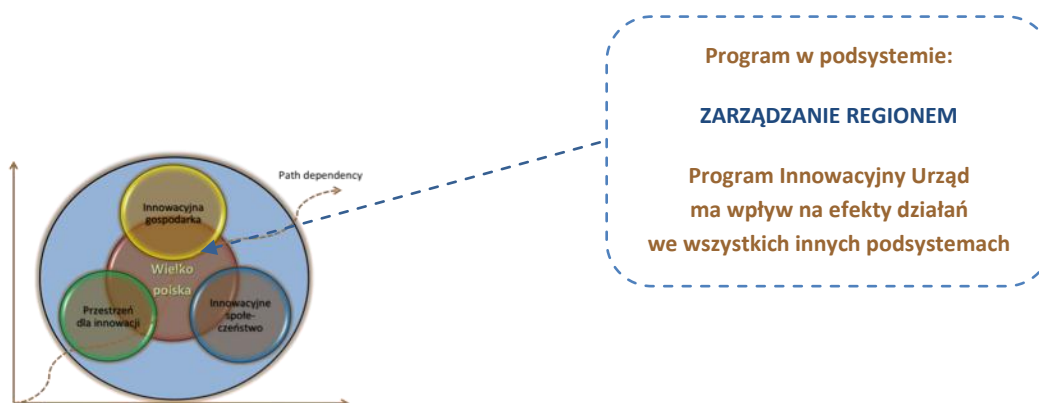 Program w podsystemie:
ZARZĄDZANIE REGIONEM
Program Innowacyjny Urząd
ma wpływ na efekty działań
we wszystkich innych podsystemach
Path dependency
Innowacyjna
gospodarka
Wielko
polska
Przestrzeń
dla innowacji
Innowacyjne
społe-
czeństwo